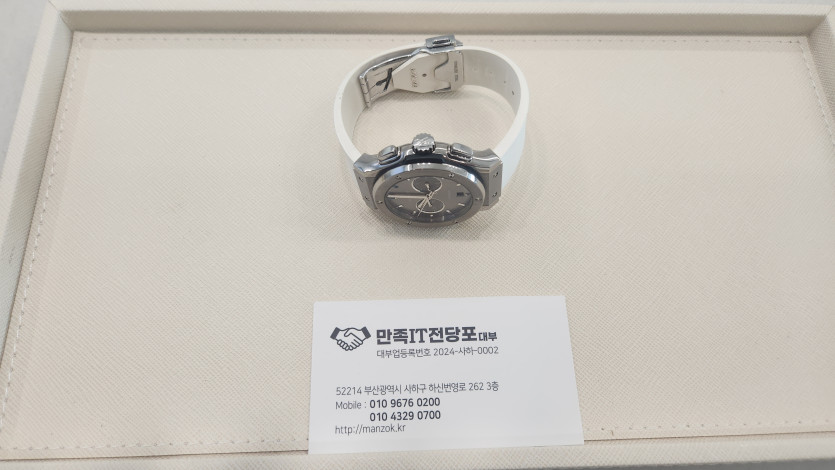 만족IT전당포대부
대부업등록번호 2024-사하-0002
52214 부산광역시 사하구 하신번영로 262 3층
Mobile : 010 9676 0200
010 4329 0700
http://manzok.kr